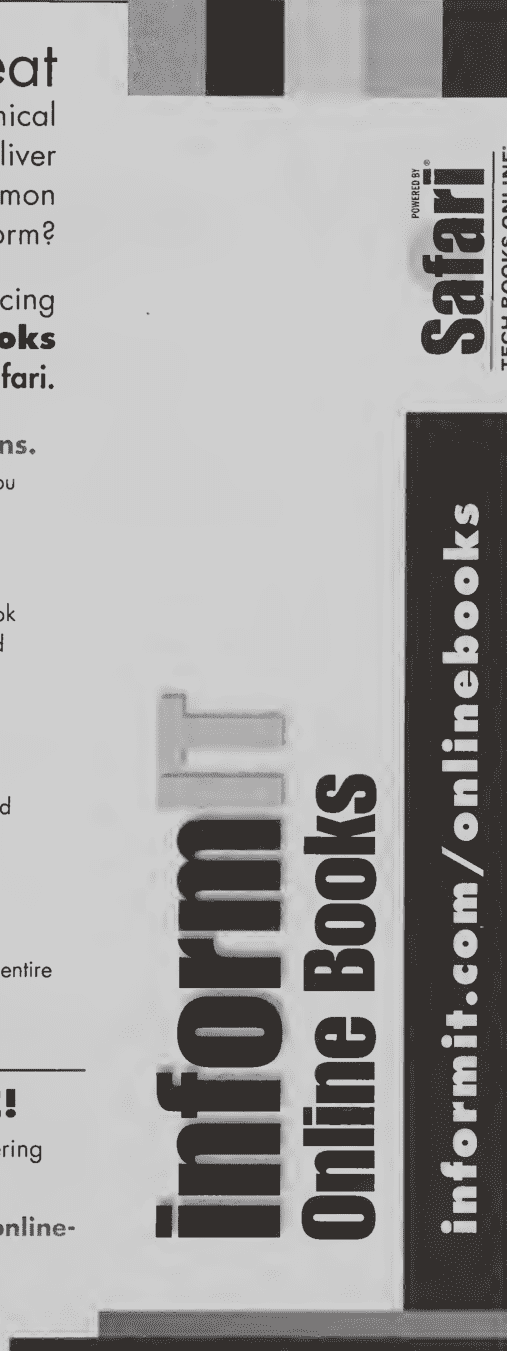 eat
nical
liver
mon
orm?
cing
oks
fari.
ns.
ou
ok
d
d
entire
!
ring
online-
informIT
Online Books
POWERED BY
Safari®
TECH BOOKS ONLINE®
informit.com/onlinebooks